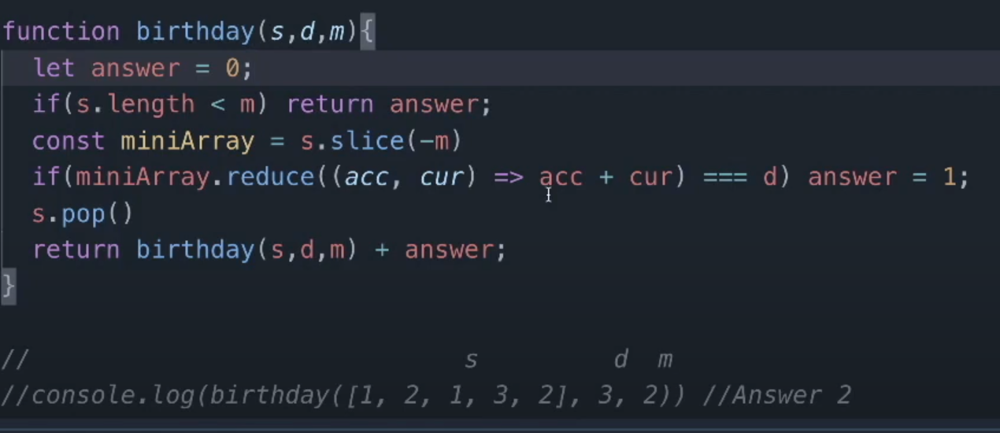 function birthday(s,d,m){
let answer = 0;
if(s.length < m) return answer;
const miniArray = s.slice(-m)
if(miniArray.reduce((acc, cur) => acc + cur) === d) answer = 1;
s.pop()
return birthday(s,d,m) + answer;
}
// s d m
//console.log(birthday([1, 2, 1, 3, 2], 3, 2)) //Answer 2